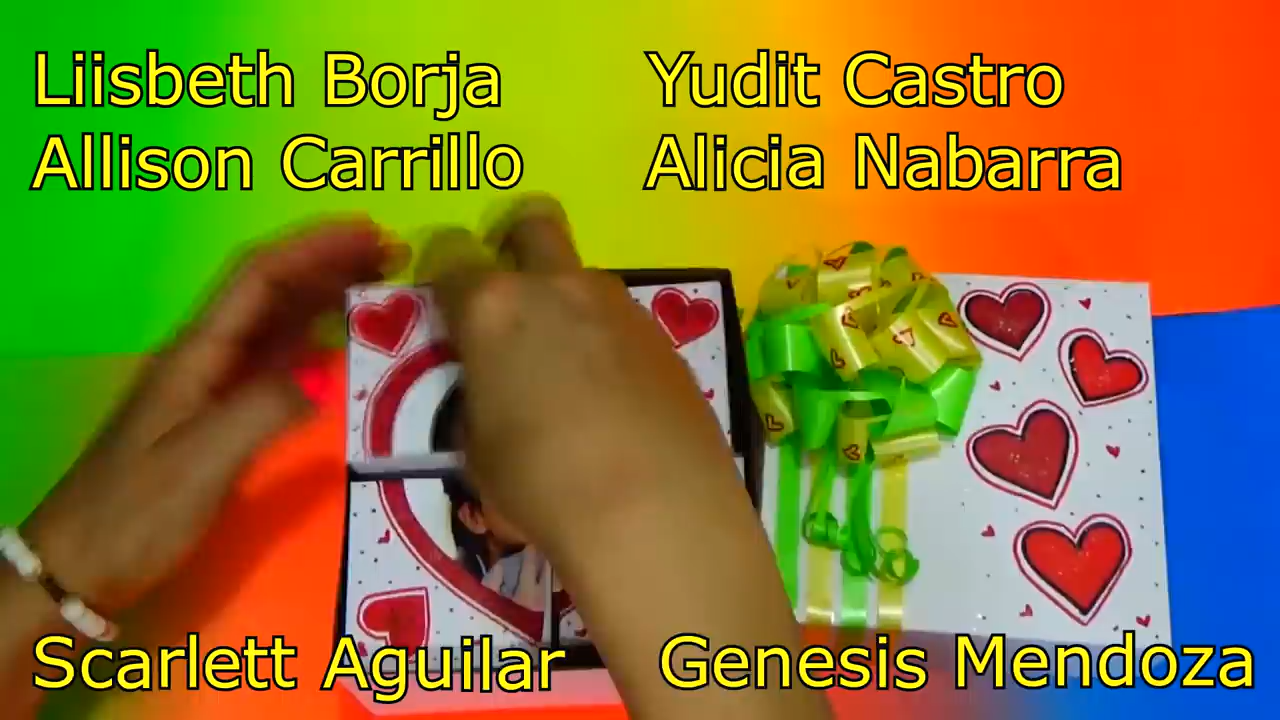 Liisbeth Borja
Yudit Castro
Allison Carrillo
Alicia Nabarra
Scarlett Aguilar
Genesis Mendoza